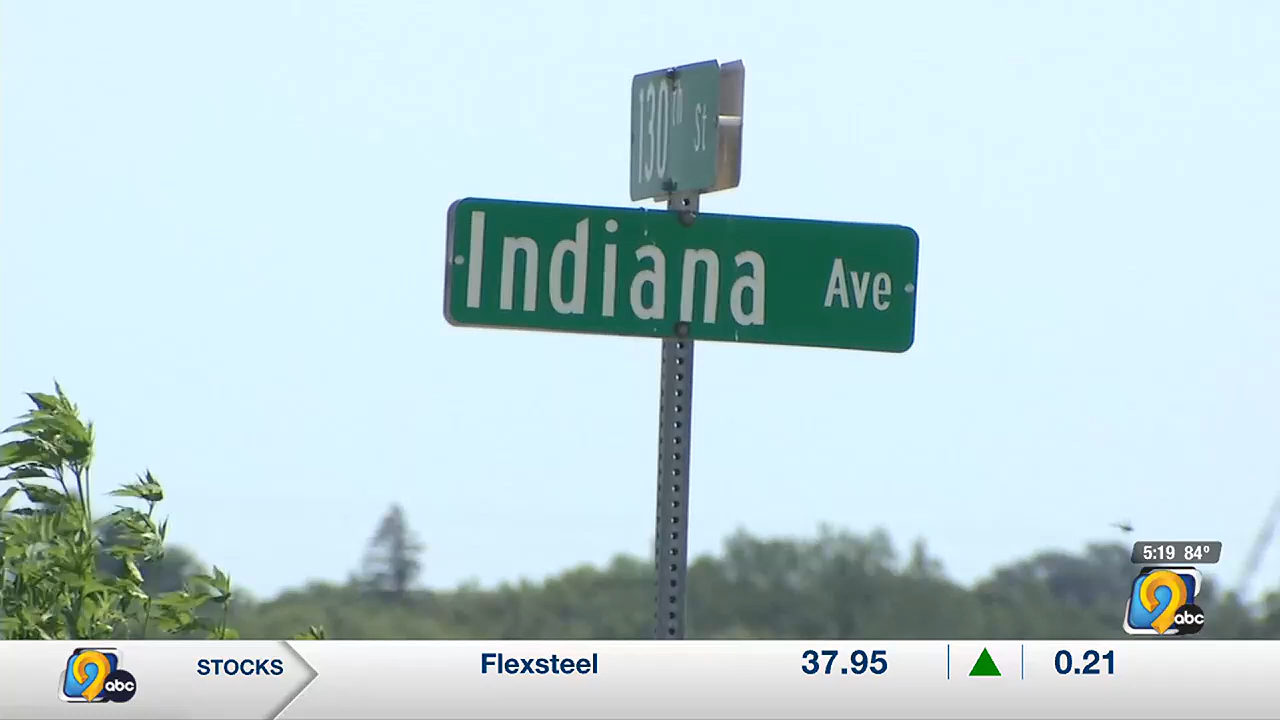 130th St
Indiana Ave
5:19 84°
9 abc
9 abc STOCKS Flexsteel 37.95 0.21